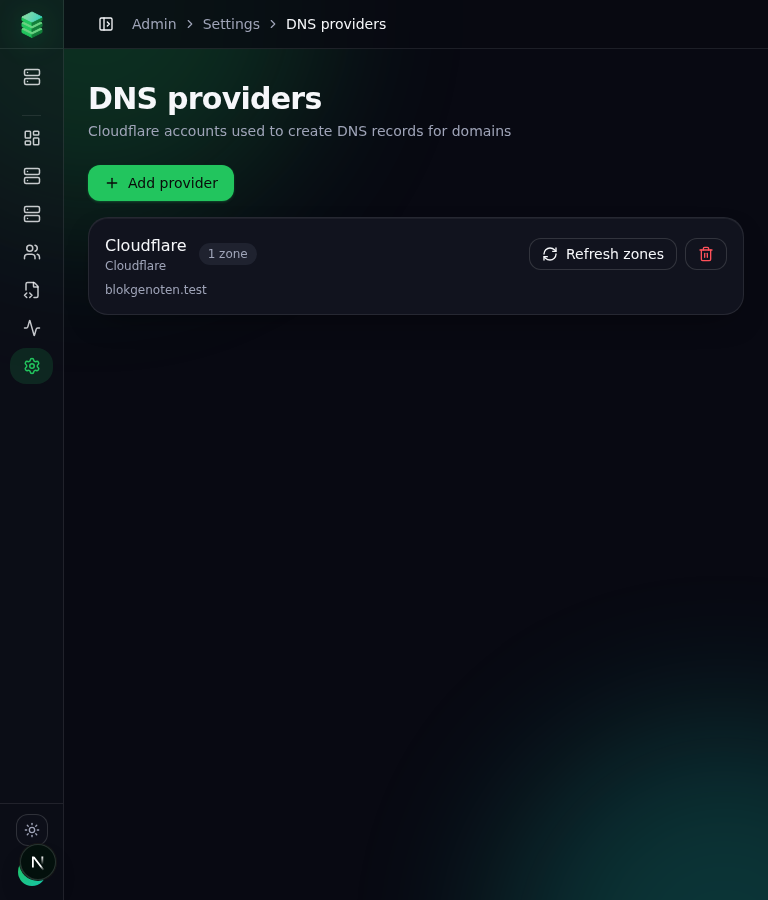 Admin > Settings > DNS providers
DNS providers
Cloudflare accounts used to create DNS records for domains
Add provider
Cloudflare
Cloudflare
1 zone
blokgenoten.test
Refresh zones
N